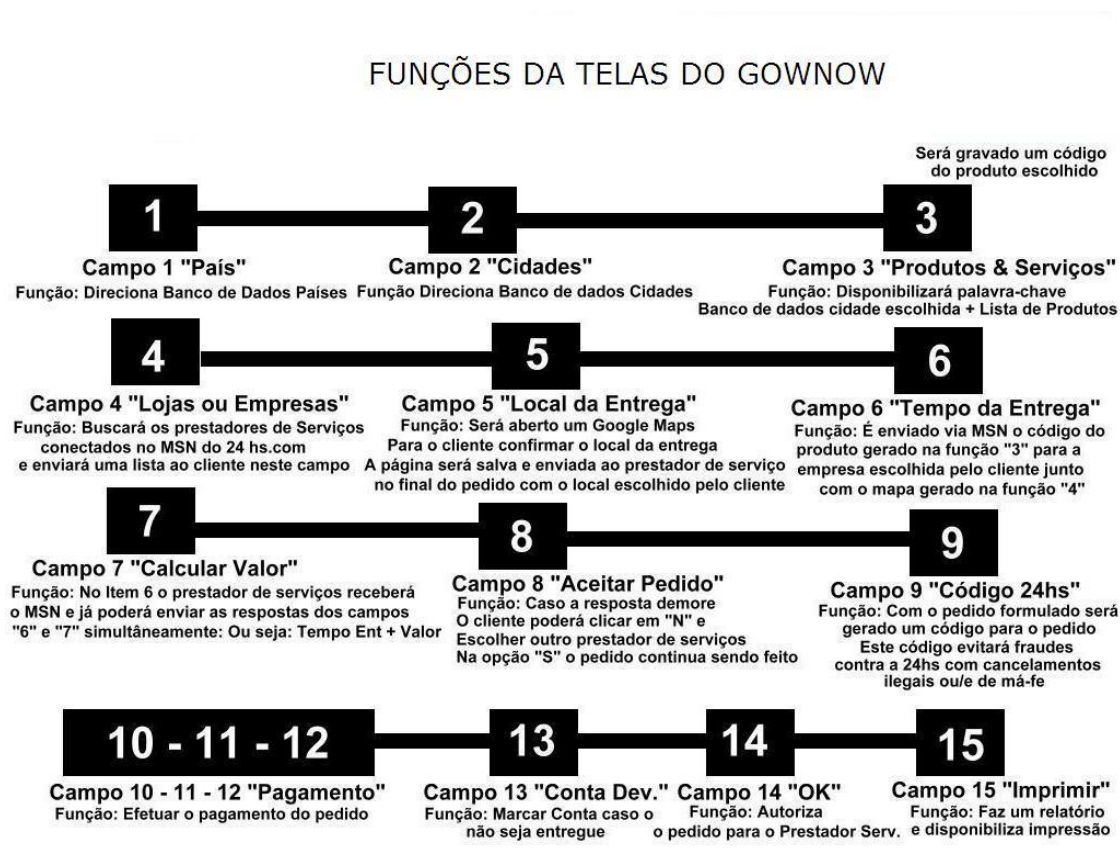 FUNÇÕES DA TELAS DO GOWNOW
Será gravado um código
do produto escolhido
1
2
3
Campo 1 "País"
Função: Direciona Banco de Dados Países
Campo 2 "Cidades"
Função Direciona Banco de dados Cidades
Campo 3 "Produtos & Serviços"
Função: Disponibilizará palavra-chave
Banco de dados cidade escolhida + Lista de Produtos
4
5
6
Campo 4 "Lojas ou Empresas"
Função: Buscará os prestadores de Serviços
conectados no MSN do 24 hs.com
e enviará uma lista ao cliente neste campo
Campo 5 "Local da Entrega"
Função: Será aberto um Google Maps
Para o cliente confirmar o local da entrega
A página será salva e enviada ao prestador de serviço
no final do pedido com o local escolhido pelo cliente
Campo 6 "Tempo da Entrega"
Função: É enviado via MSN o código do
produto gerado na função "3" para a
empresa escolhida pelo cliente junto
com o mapa gerado na função "4"
7
8
9
Campo 7 "Calcular Valor"
Função: No Item 6 o prestador de serviços receberá
o MSN e já poderá enviar as respostas dos campos
"6" e "7" simultâneamente: Ou seja: Tempo Ent + Valor
Campo 8 "Aceitar Pedido"
Função: Caso a resposta demore
O cliente poderá clicar em "N" e
Escolher outro prestador de serviços
Na opção "S" o pedido continua sendo feito
Campo 9 "Código 24hs"
Função: Com o pedido formulado será
gerado um código para o pedido
Este código evitará fraudes
contra a 24hs com cancelamentos
ilegais ou/e de má-fe
10 - 11 - 12
13
14
15
Campo 10 - 11 - 12 "Pagamento"
Função: Efetuar o pagamento do pedido
Campo 13 "Conta Dev."
Função: Marcar Conta caso o
não seja entregue
Campo 14 "OK"
Função: Autoriza
o pedido para o Prestador Serv.
Campo 15 "Imprimir"
Função: Faz um relatório
e disponibiliza impressão